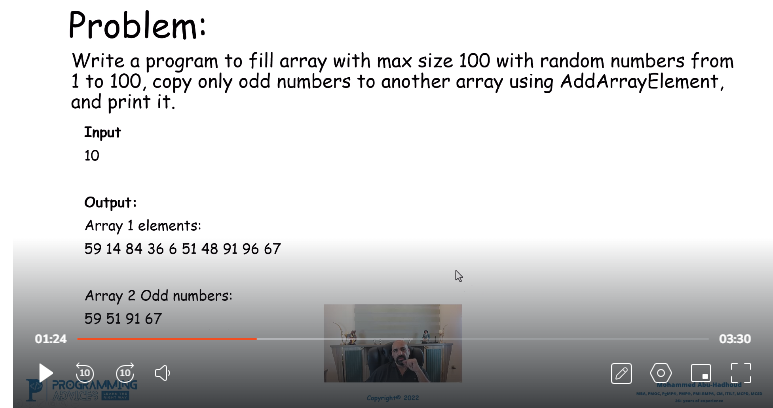 Problem:
Write a program to fill array with max size 100 with random numbers from
1 to 100, copy only odd numbers to another array using AddArrayElement,
and print it.
Input
10
Output:
Array 1 elements:
59 14 84 36 6 51 48 91 96 67
Array 2 Odd numbers:
59 51 91 67
01:24
03:30
10
10
PROGRAMMING
ADVICES
Mohammed Abu-Hadhoud
Copyright© 2022